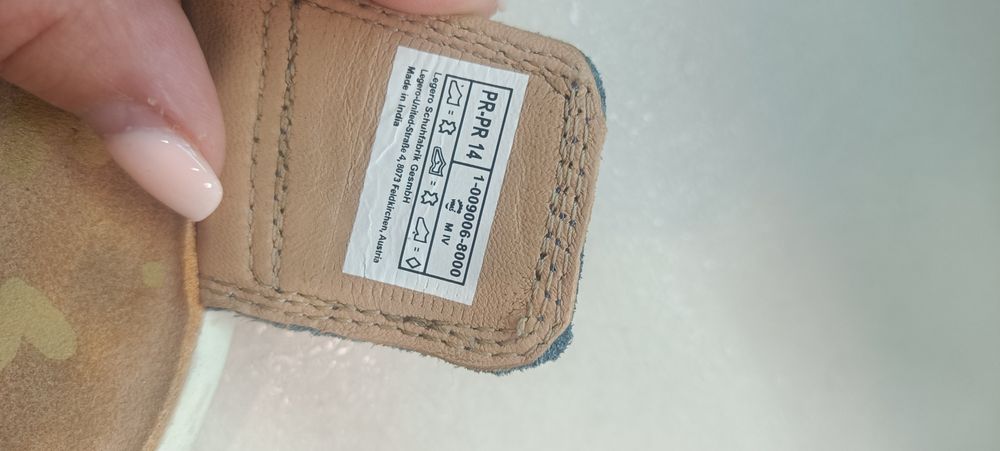 PR-PR 14
1-009006-8000
M IV
Legero Schuhfabrik GesmbH
Legero-United-Straße 4, 8073 Feldkirchen, Austria
Made in India